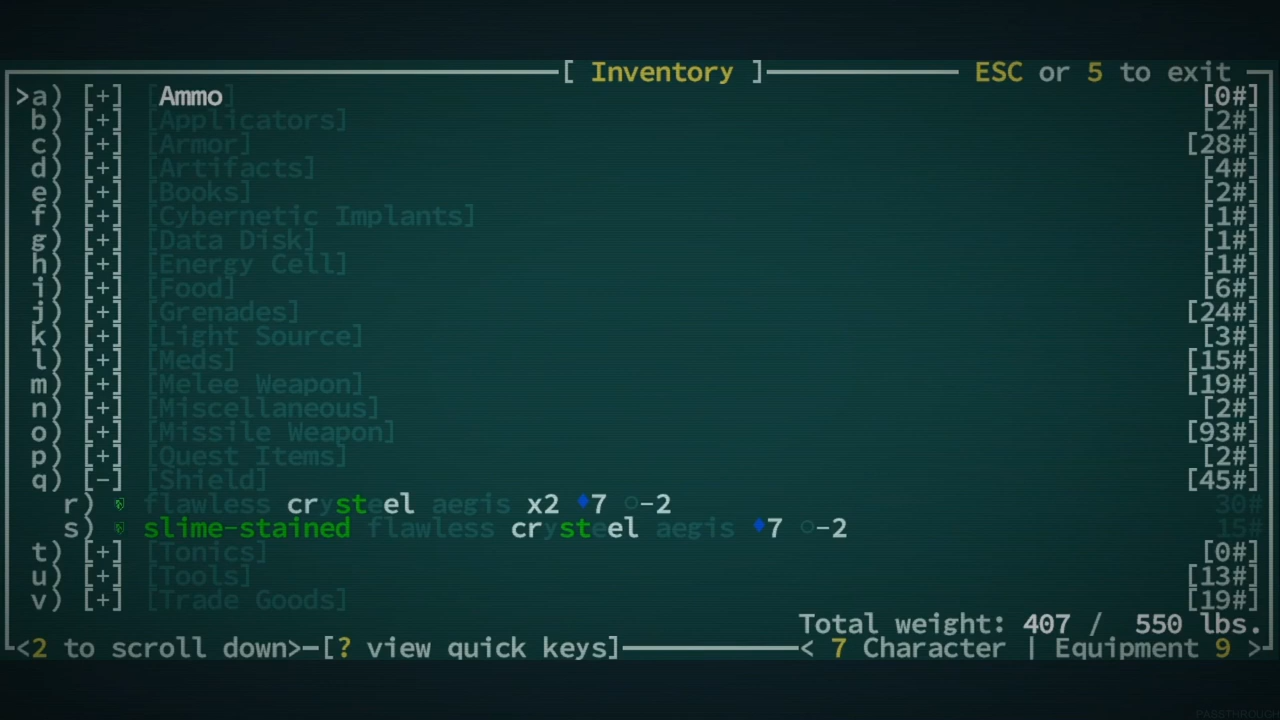 [ Inventory ] ESC or 5 to exit
>a) [+] [Ammo] [0#]
b) [+] [Applicators] [2#]
c) [+] [Armor] [28#]
d) [+] [Artifacts] [4#]
e) [+] [Books] [2#]
f) [+] [Cybernetic Implants] [1#]
g) [+] [Data Disk] [1#]
h) [+] [Energy Cell] [1#]
i) [+] [Food] [6#]
j) [+] [Grenades] [24#]
k) [+] [Light Source] [3#]
l) [+] [Meds] [15#]
m) [+] [Melee Weapon] [19#]
n) [+] [Miscellaneous] [2#]
o) [+] [Missile Weapon] [93#]
p) [+] [Quest Items] [2#]
q) [-] [Shield] [45#]
r) flawless crysteel aegis x2 ♦7 ○-2 30#
s) slime-stained flawless crysteel aegis ♦7 ○-2 15#
t) [+] [Tonics] [0#]
u) [+] [Tools] [13#]
v) [+] [Trade Goods] [19#]
Total weight: 407 / 550 lbs.
<2 to scroll down> [? view quick keys] < 7 Character | Equipment 9 >
PASSTHROUGH